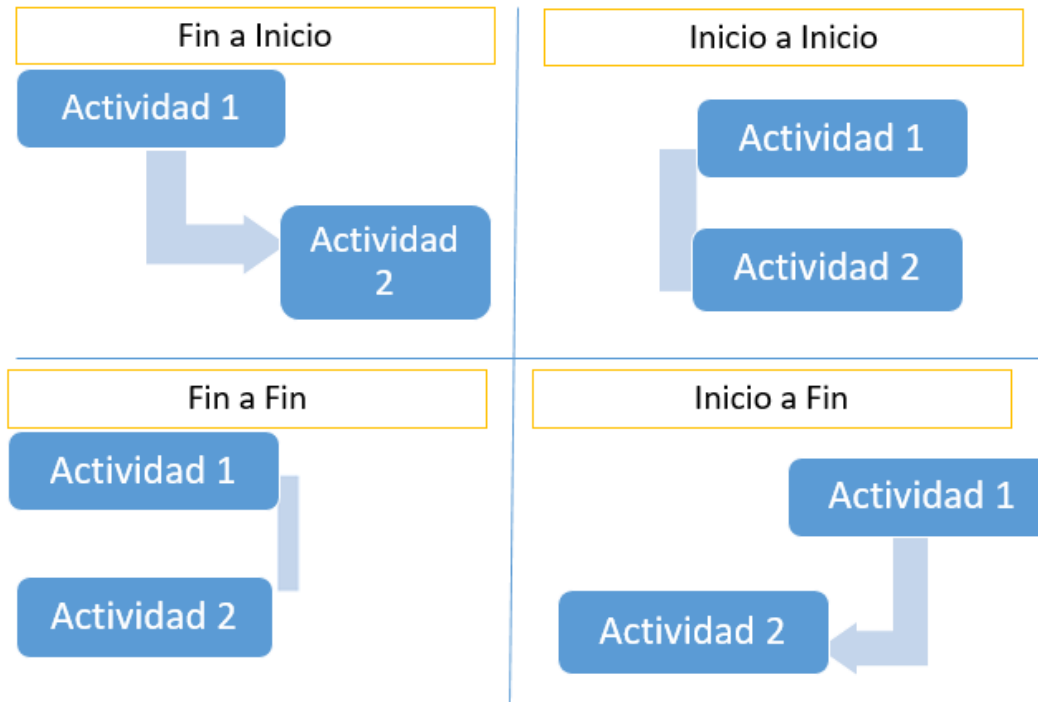 Fin a Inicio
Actividad 1
Actividad
2
Inicio a Inicio
Actividad 1
Actividad 2
Fin a Fin
Actividad 1
Actividad 2
Inicio a Fin
Actividad 1
Actividad 2